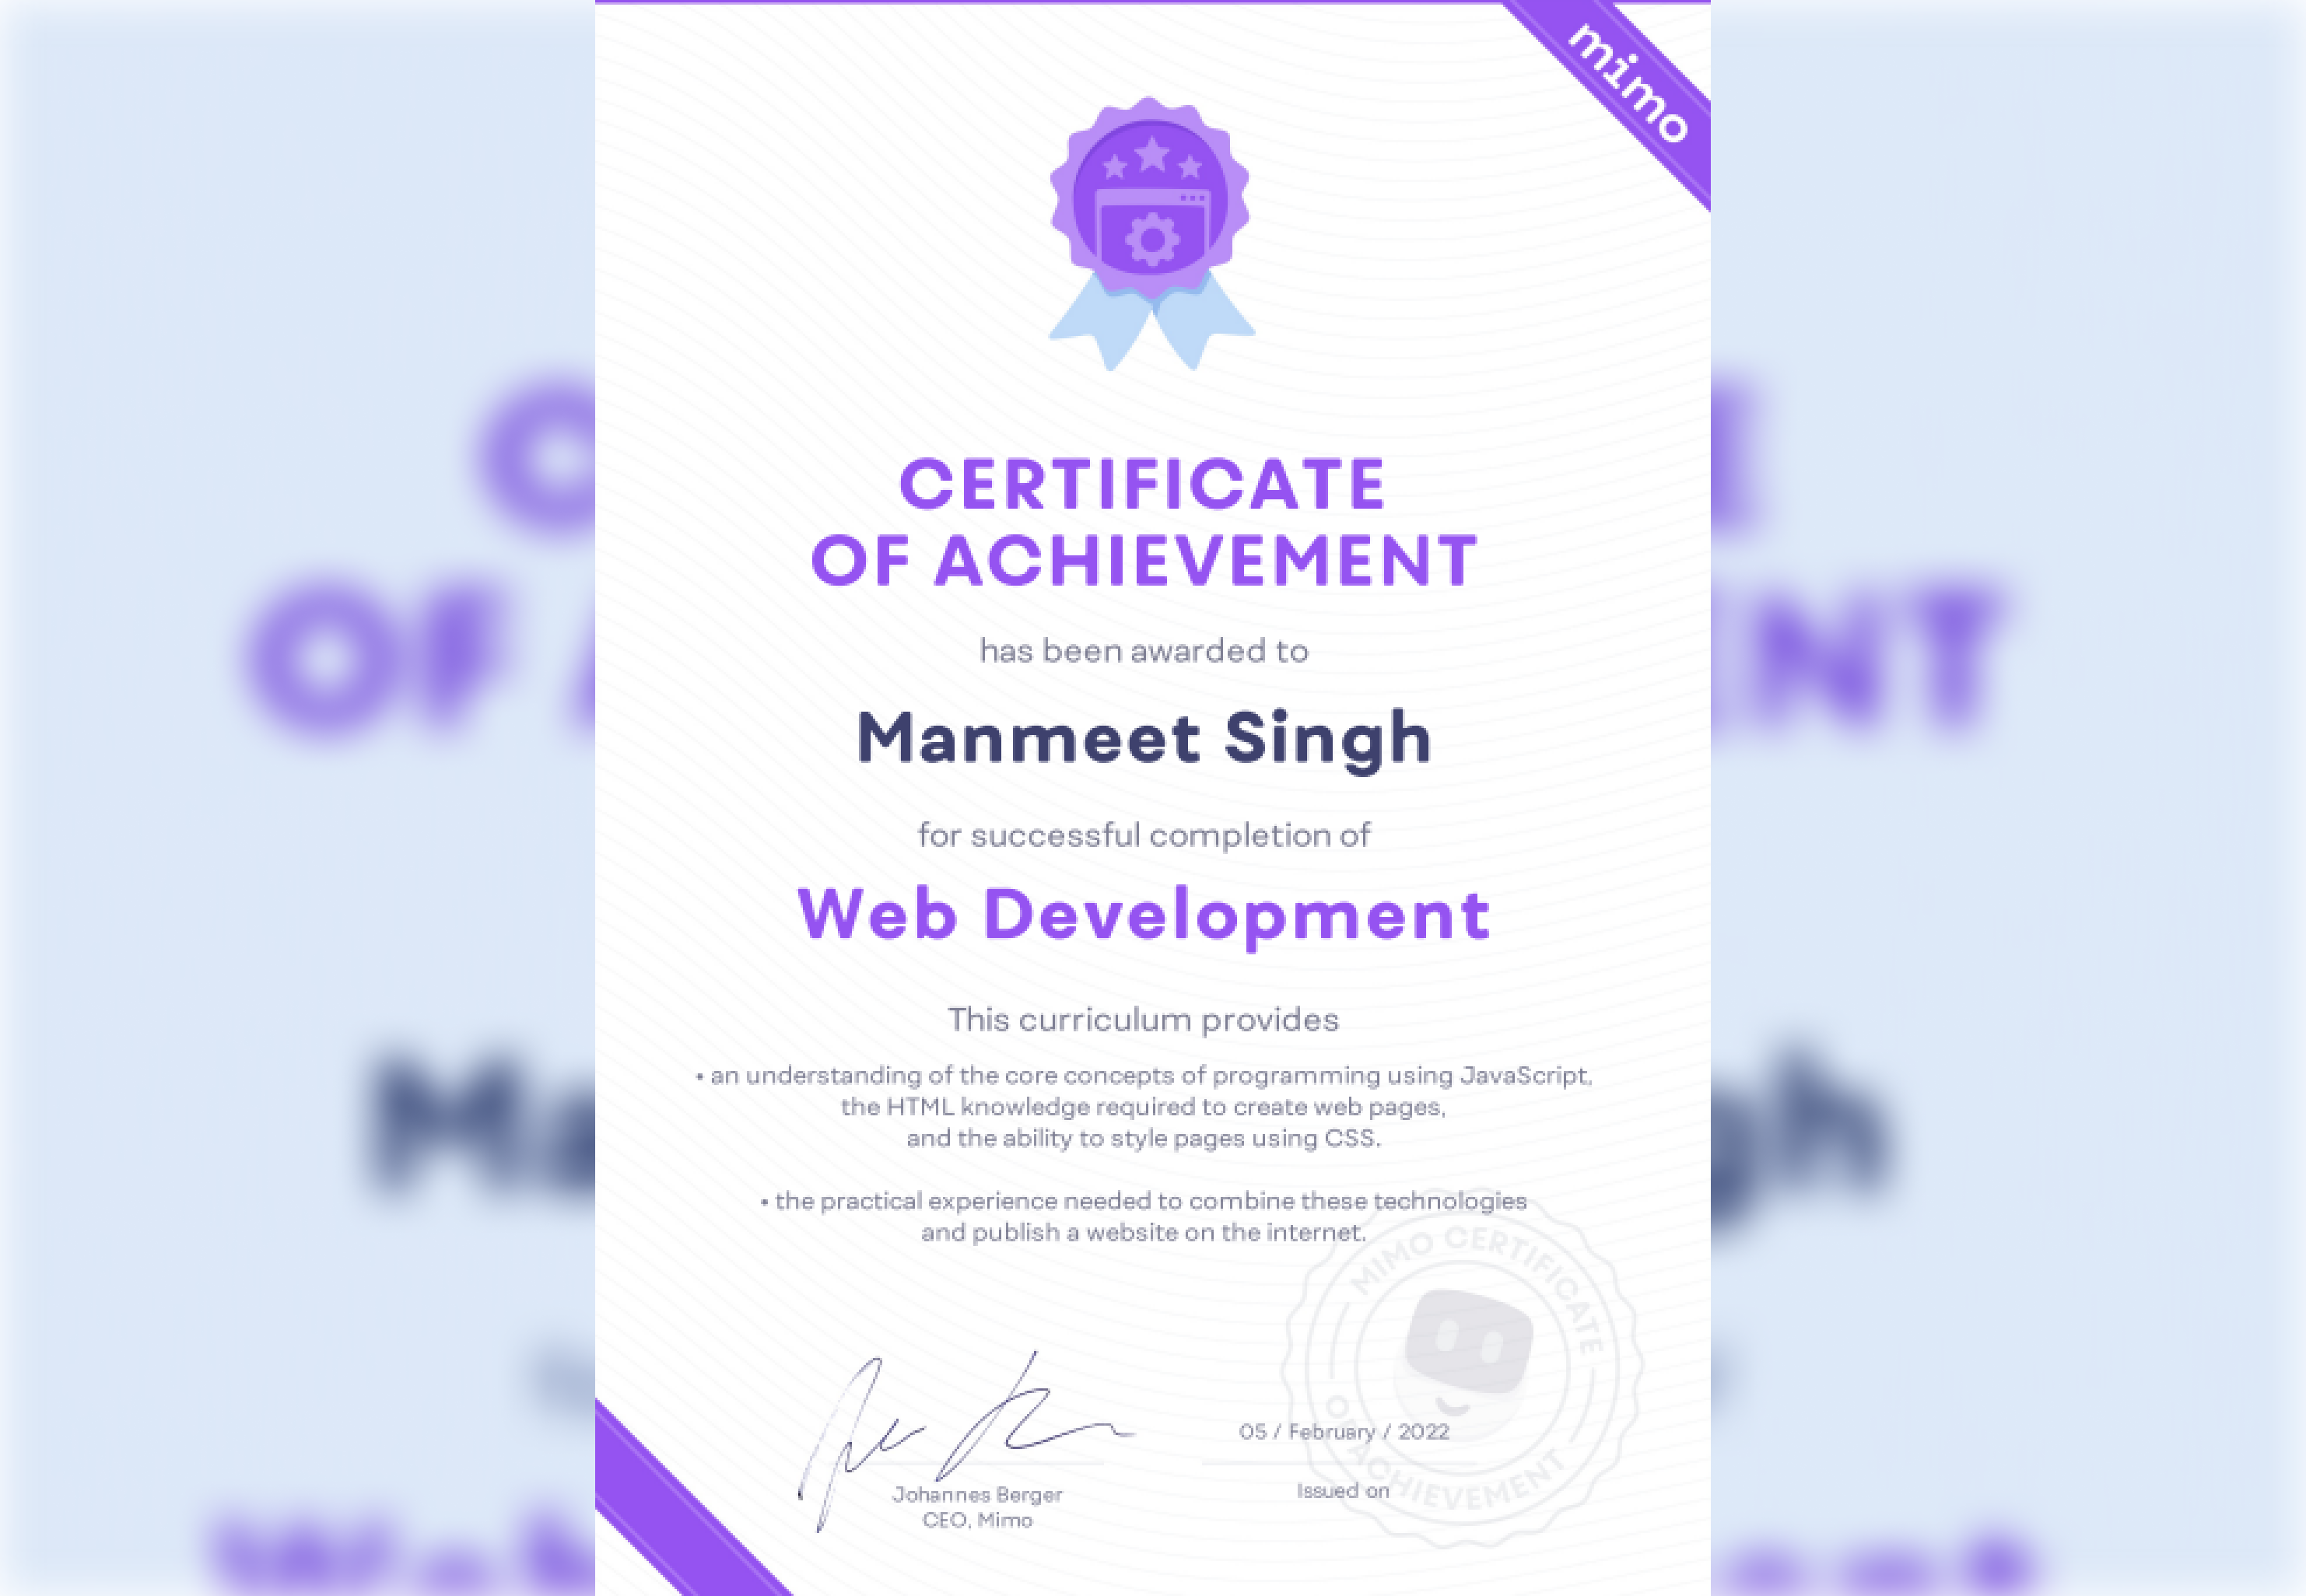 mimo
CERTIFICATE
OF ACHIEVEMENT
has been awarded to
Manmeet Singh
for successful completion of
Web Development
This curriculum provides
• an understanding of the core concepts of programming using JavaScript,
the HTML knowledge required to create web pages,
and the ability to style pages using CSS.
• the practical experience needed to combine these technologies
and publish a website on the internet.
MIMO CERTIFICATE
OF ACHIEVEMENT
05 / February / 2022
Johannes Berger
CEO, Mimo
Issued on